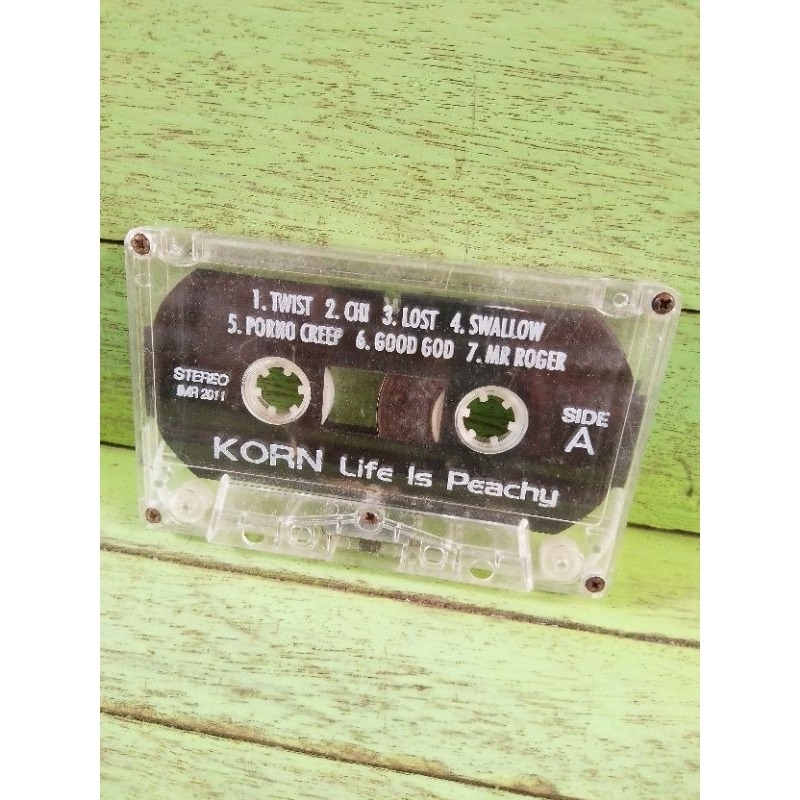 1. TWIST 2. CHI 3. LOST 4. SWALLOW
5. PORNO CREEP 6. GOOD GOD 7. MR ROGER
STEREO
IMR 2011
SIDE
A
KORN Life Is Peachy